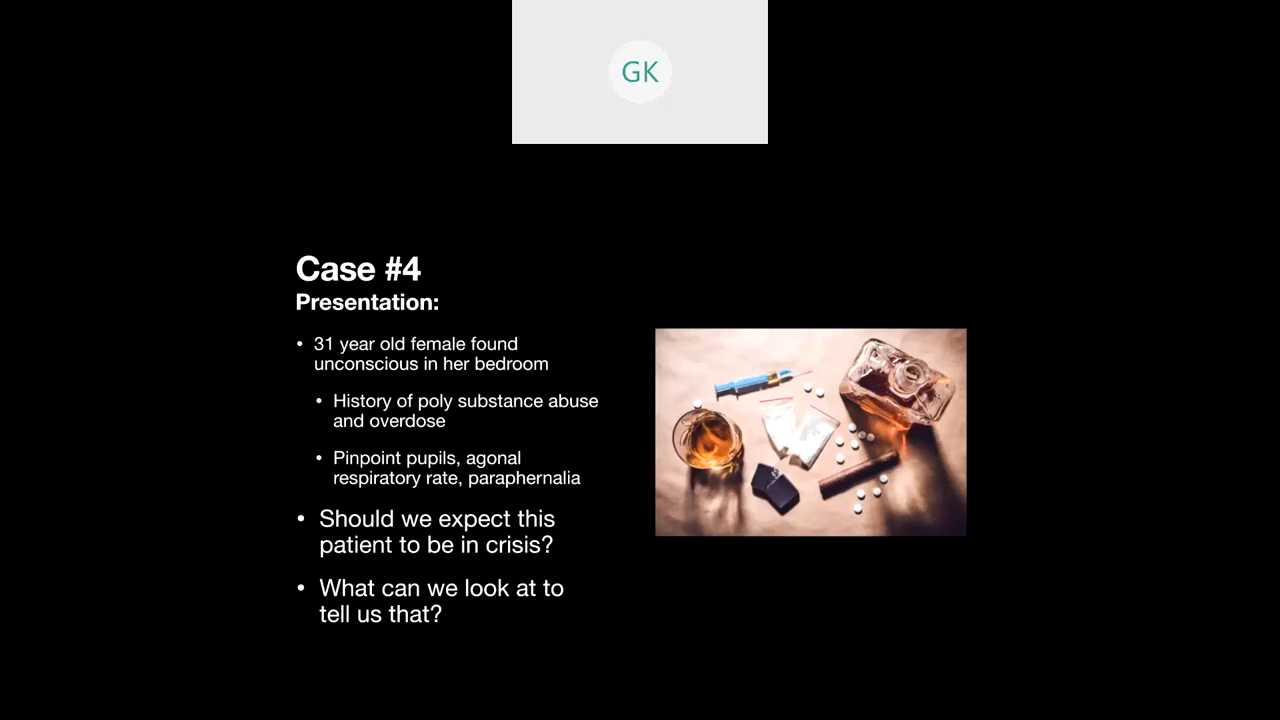 GK
Case #4
Presentation:
• 31 year old female found
unconscious in her bedroom
• History of poly substance abuse
and overdose
• Pinpoint pupils, agonal
respiratory rate, paraphernalia
• Should we expect this
patient to be in crisis?
• What can we look at to
tell us that?